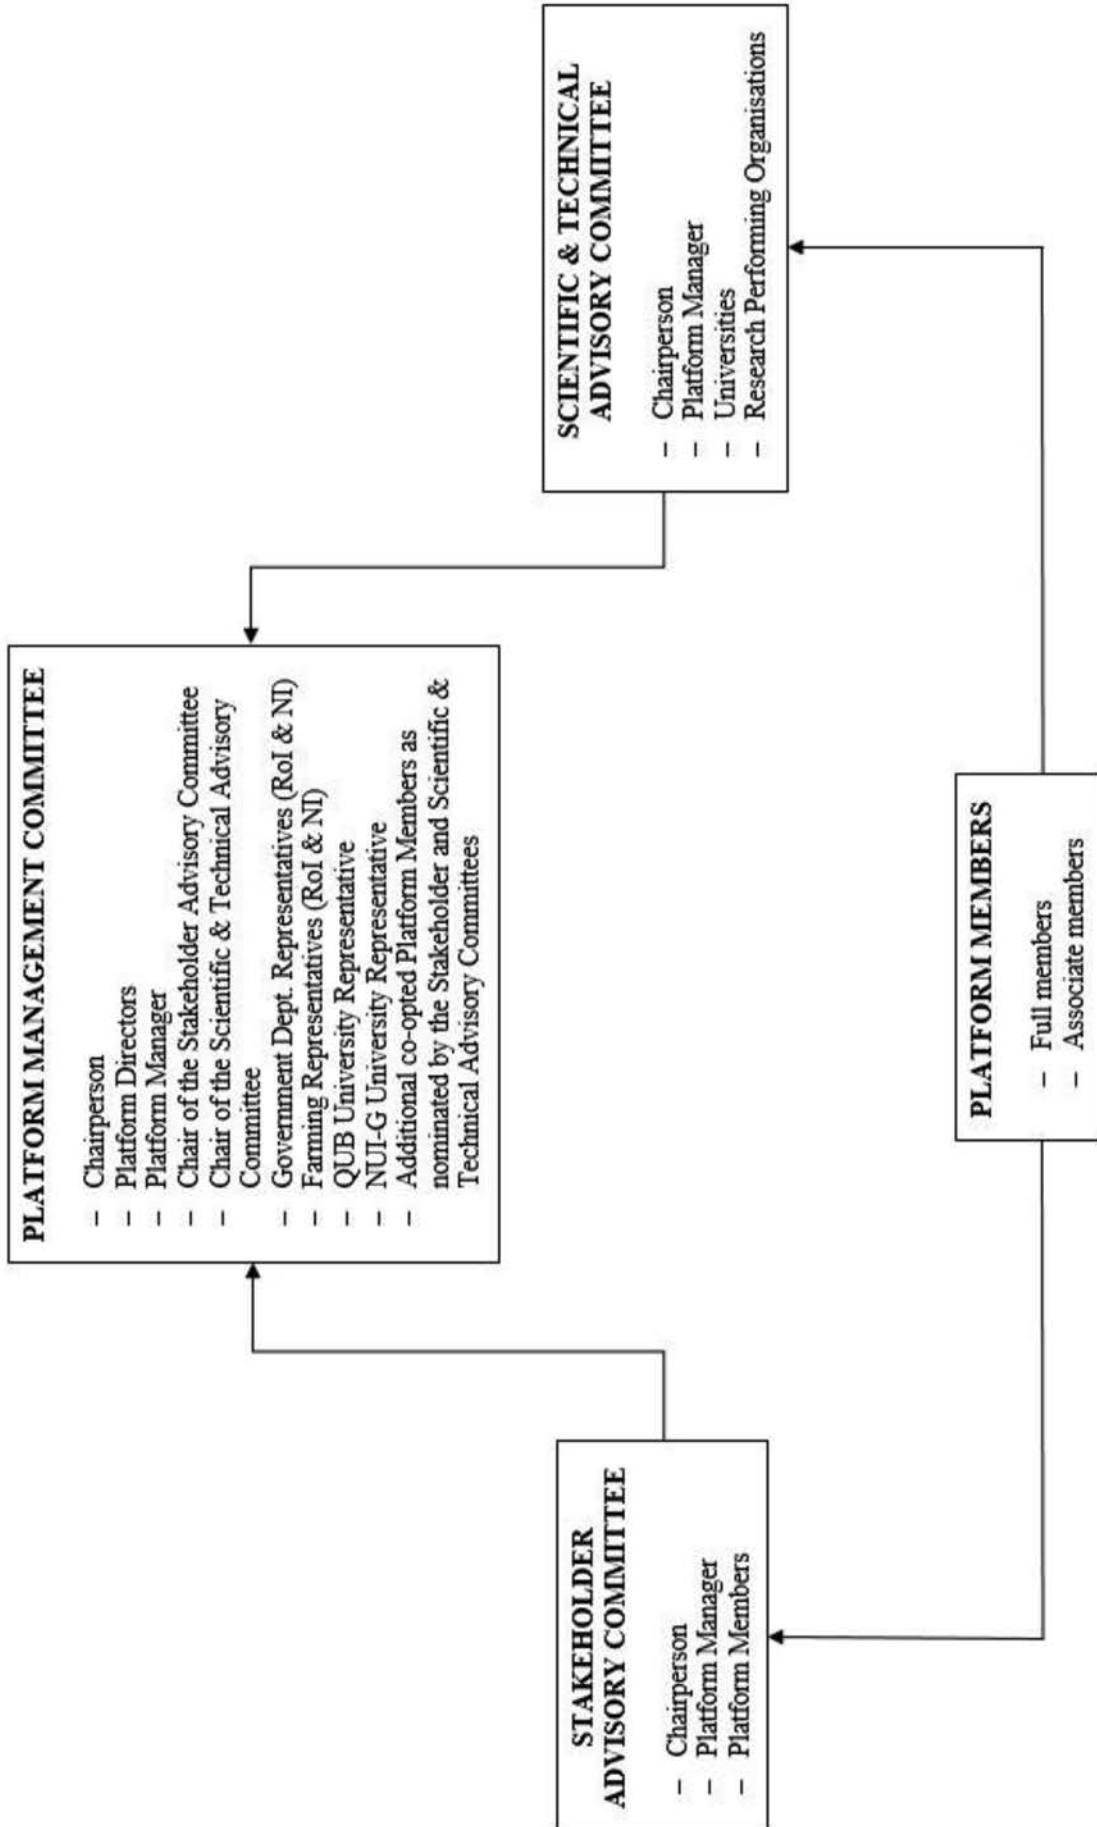 PLATFORM MANAGEMENT COMMITTEE
– Chairperson
– Platform Directors
– Platform Manager
– Chair of the Stakeholder Advisory Committee
– Chair of the Scientific & Technical Advisory
Committee
– Government Dept. Representatives (RoI & NI)
– Farming Representatives (RoI & NI)
– QUB University Representative
– NUI-G University Representative
– Additional co-opted Platform Members as
nominated by the Stakeholder and Scientific &
Technical Advisory Committees
STAKEHOLDER
ADVISORY COMMITTEE
– Chairperson
– Platform Manager
– Platform Members
SCIENTIFIC & TECHNICAL
ADVISORY COMMITTEE
– Chairperson
– Platform Manager
– Universities
– Research Performing Organisations
PLATFORM MEMBERS
– Full members
– Associate members